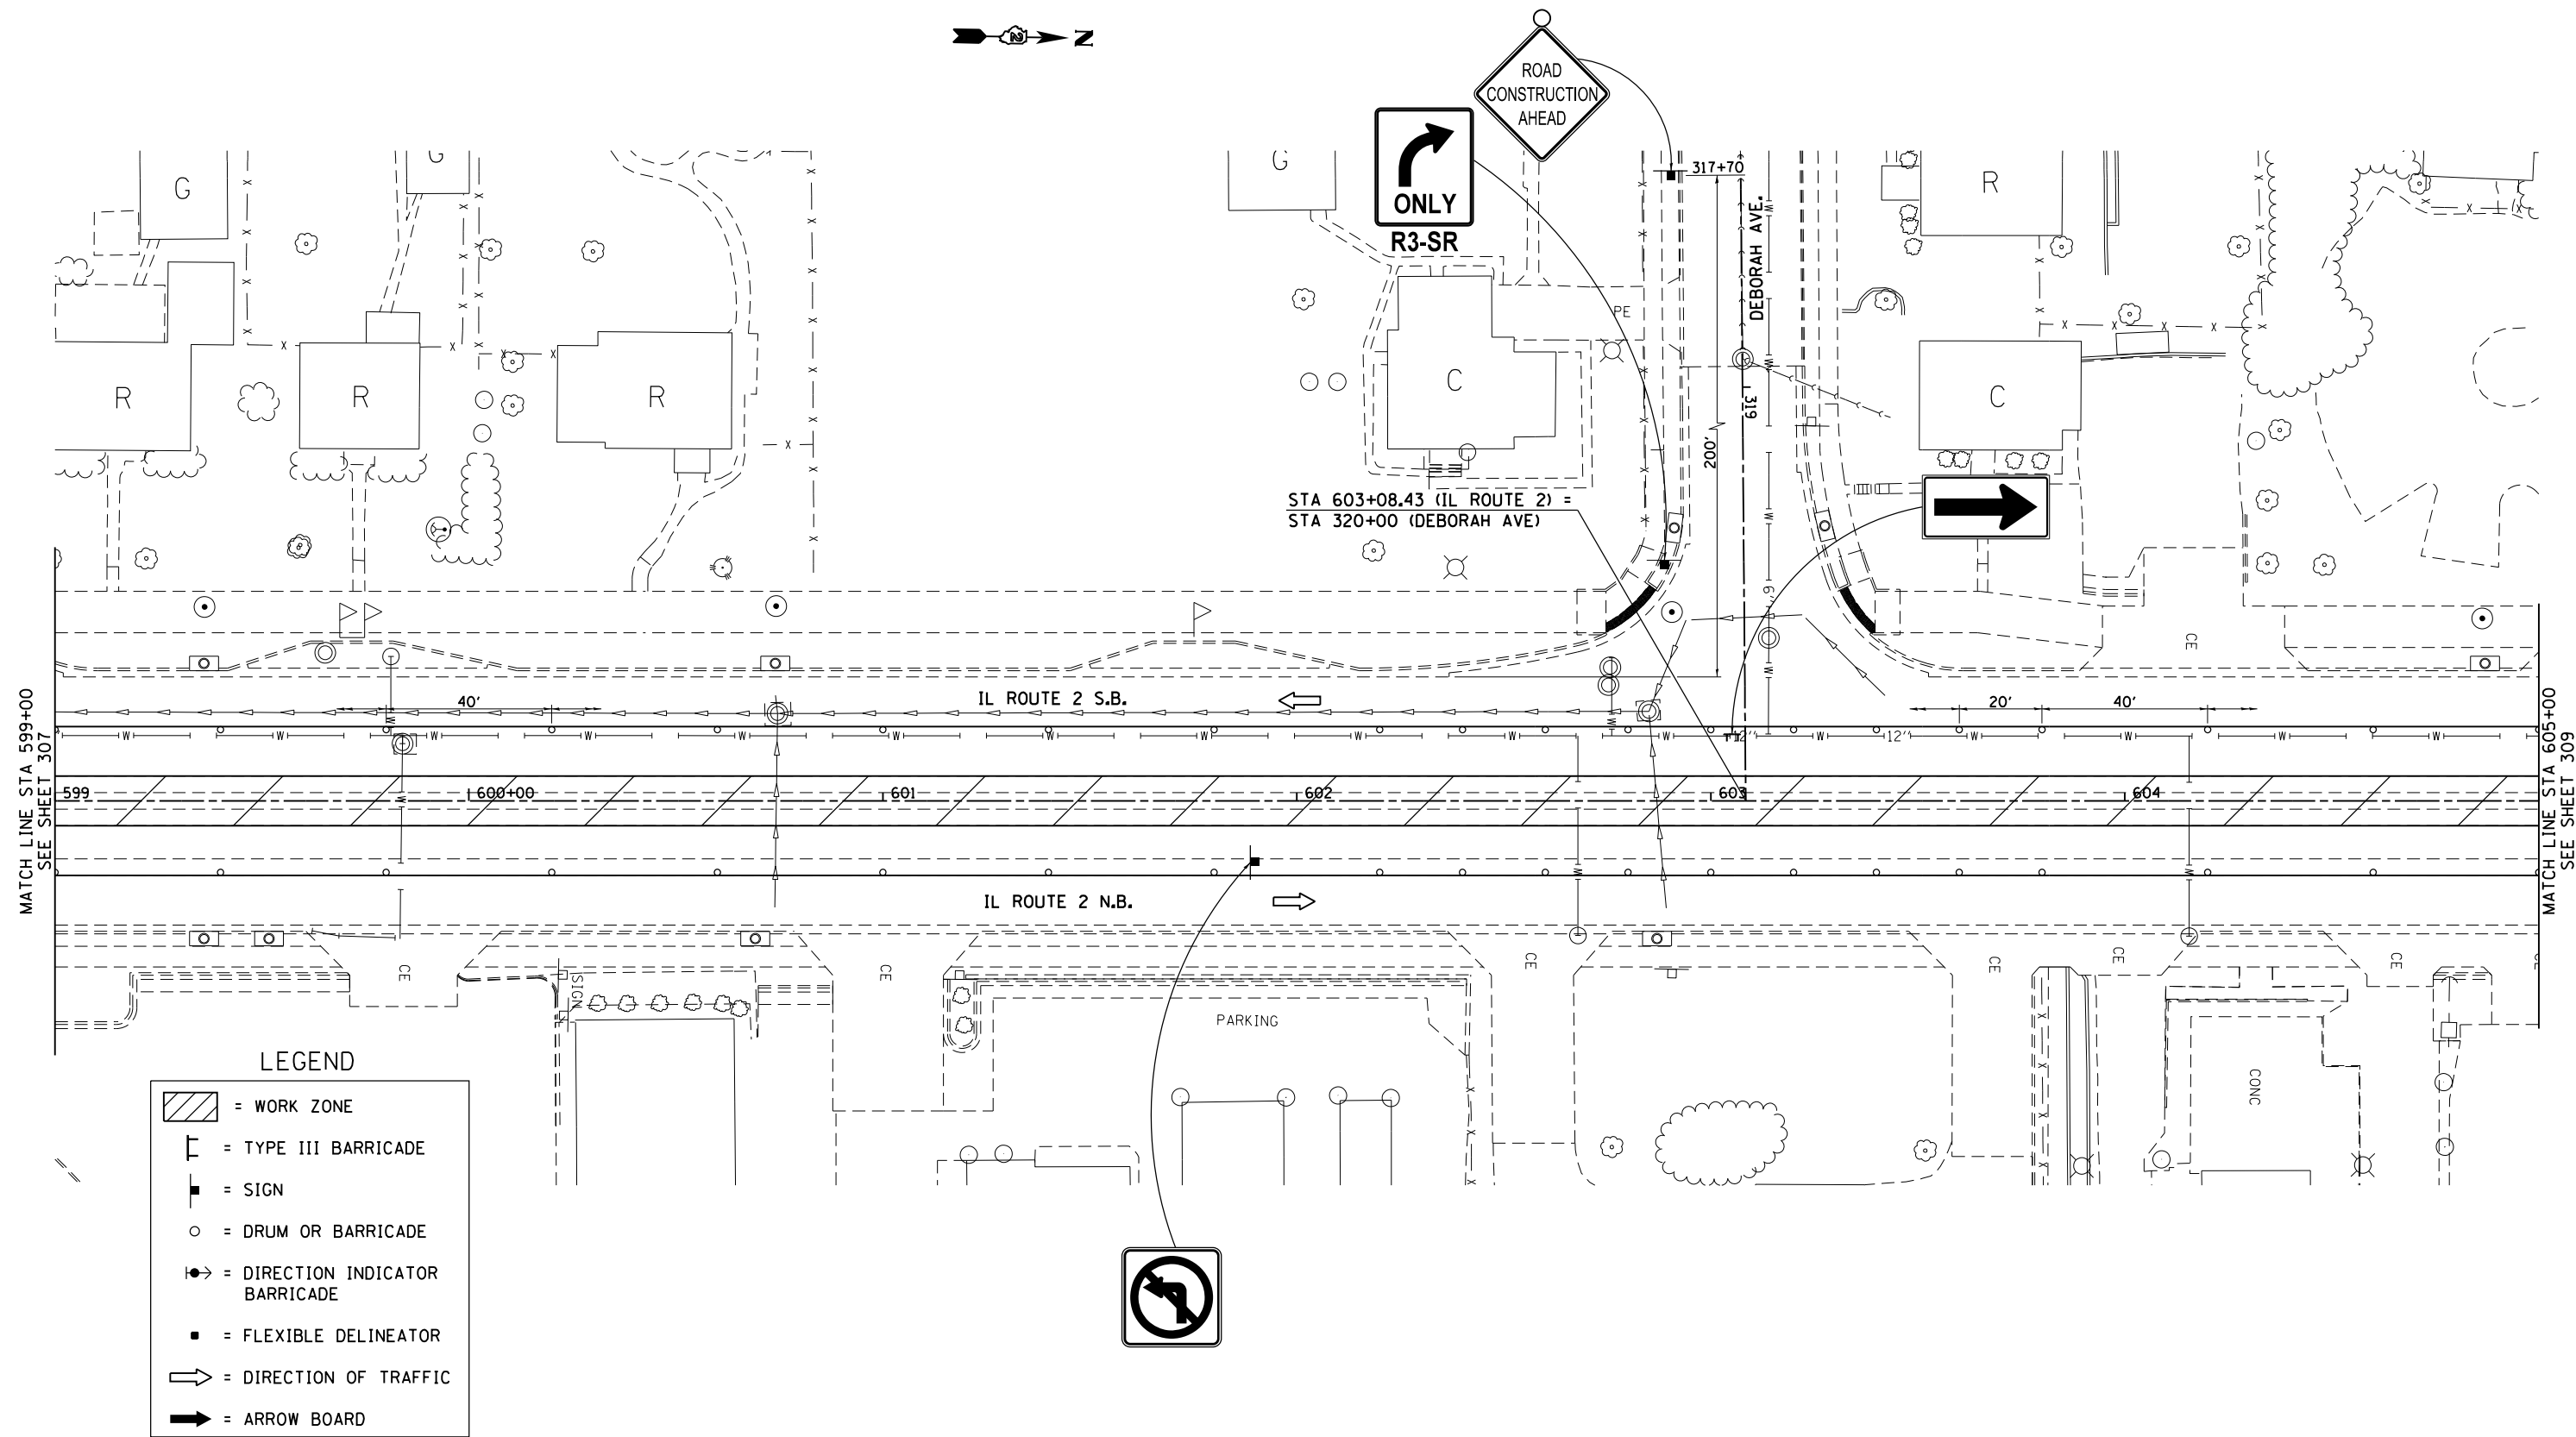 N
2
ROAD
CONSTRUCTION
AHEAD
ONLY
R3-SR
317+70
DEBORAH AVE.
G
G
G
R
R
R
R
C
C
PE
319
200'
STA 603+08.43 (IL ROUTE 2) =
STA 320+00 (DEBORAH AVE)
6'
CE
IL ROUTE 2 S.B.
40'
20'
40'
12"
12"
MATCH LINE STA 599+00
SEE SHEET 307
MATCH LINE STA 605+00
SEE SHEET 309
599
600+00
601
602
603
604
IL ROUTE 2 N.B.
CE
SIGN
CE
CE
CE
CE
CE
PARKING
CONC
LEGEND
= WORK ZONE
= TYPE III BARRICADE
= SIGN
= DRUM OR BARRICADE
= DIRECTION INDICATOR
BARRICADE
= FLEXIBLE DELINEATOR
= DIRECTION OF TRAFFIC
= ARROW BOARD